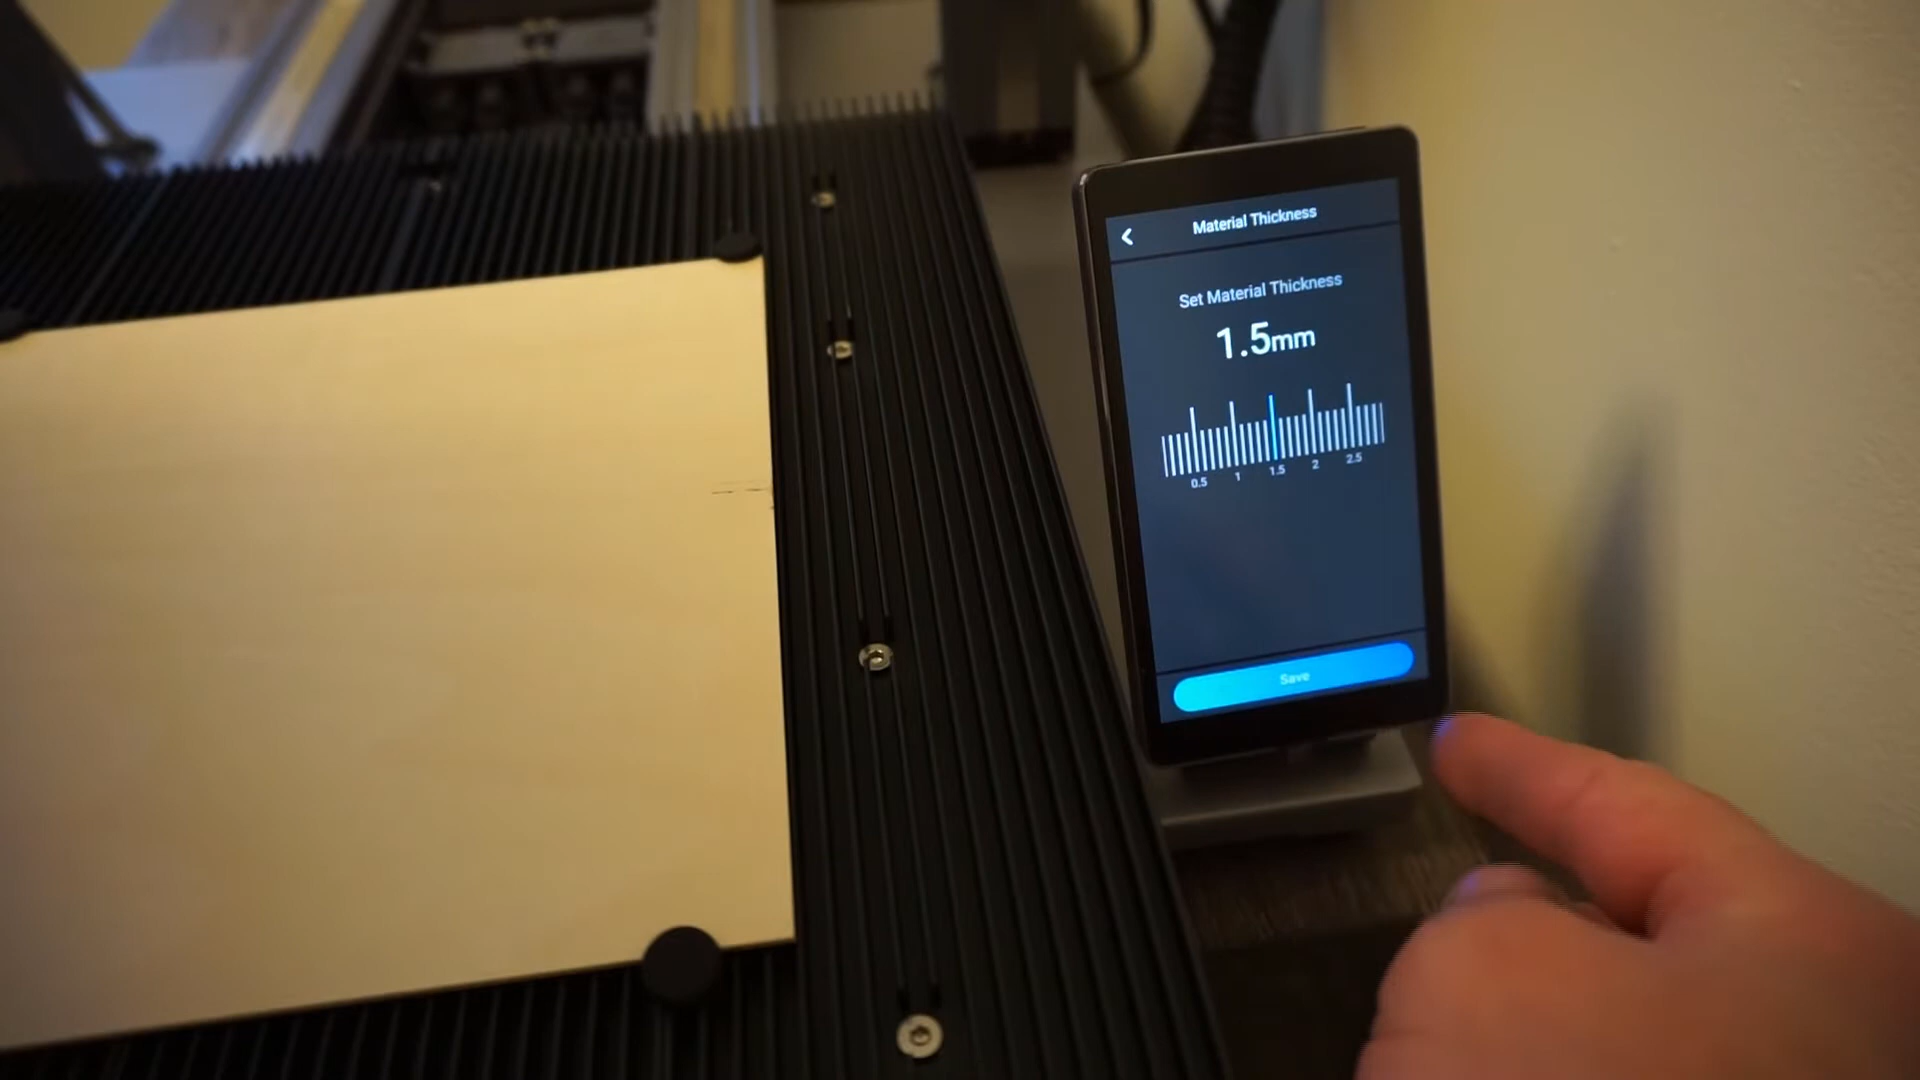 Material Thickness
Set Material Thickness
1.5mm
0.5 1 1.5 2 2.5
Save